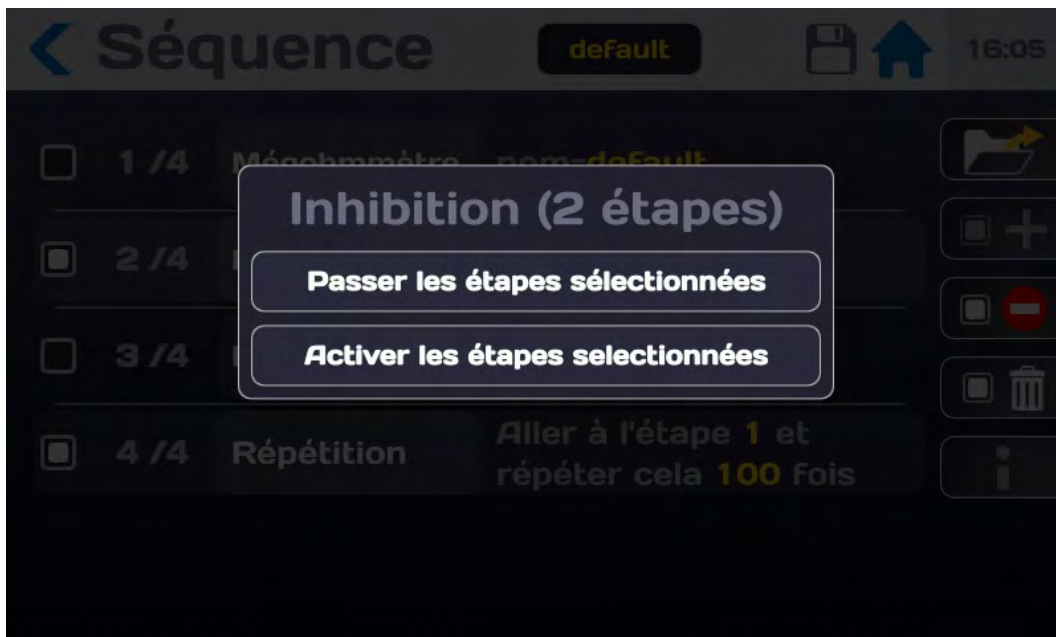 Séquence default 16:05
1 /4 Mégohmmètre nom=default
Inhibition (2 étapes)
2 /4
Passer les étapes sélectionnées
3 /4
Activer les étapes selectionnées
4 /4 Répétition Aller à l'étape 1 et
répéter cela 100 fois